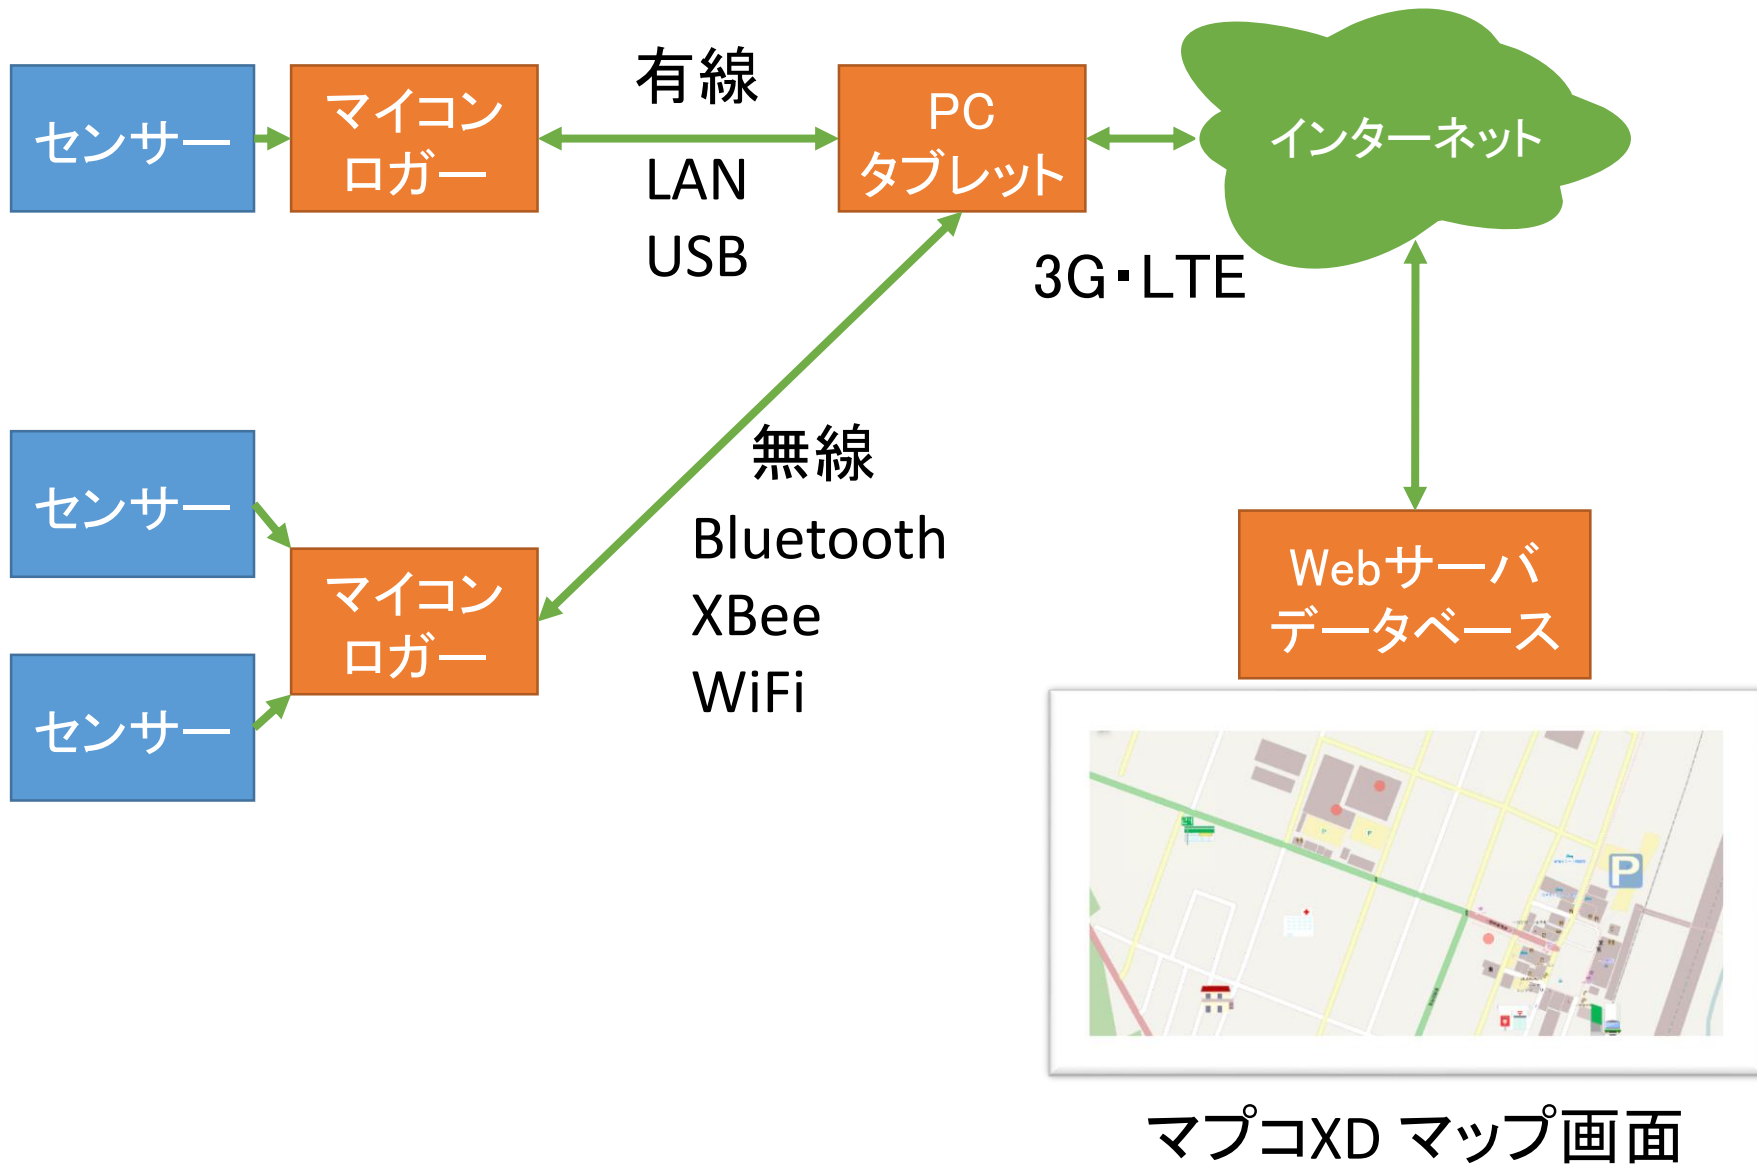 センサー
マイコン
ロガー
有線
LAN
USB
PC
タブレット
インターネット
3G・LTE
センサー
センサー
マイコン
ロガー
無線
Bluetooth
XBee
WiFi
Webサーバ
データベース
P
マプコXD マップ画面